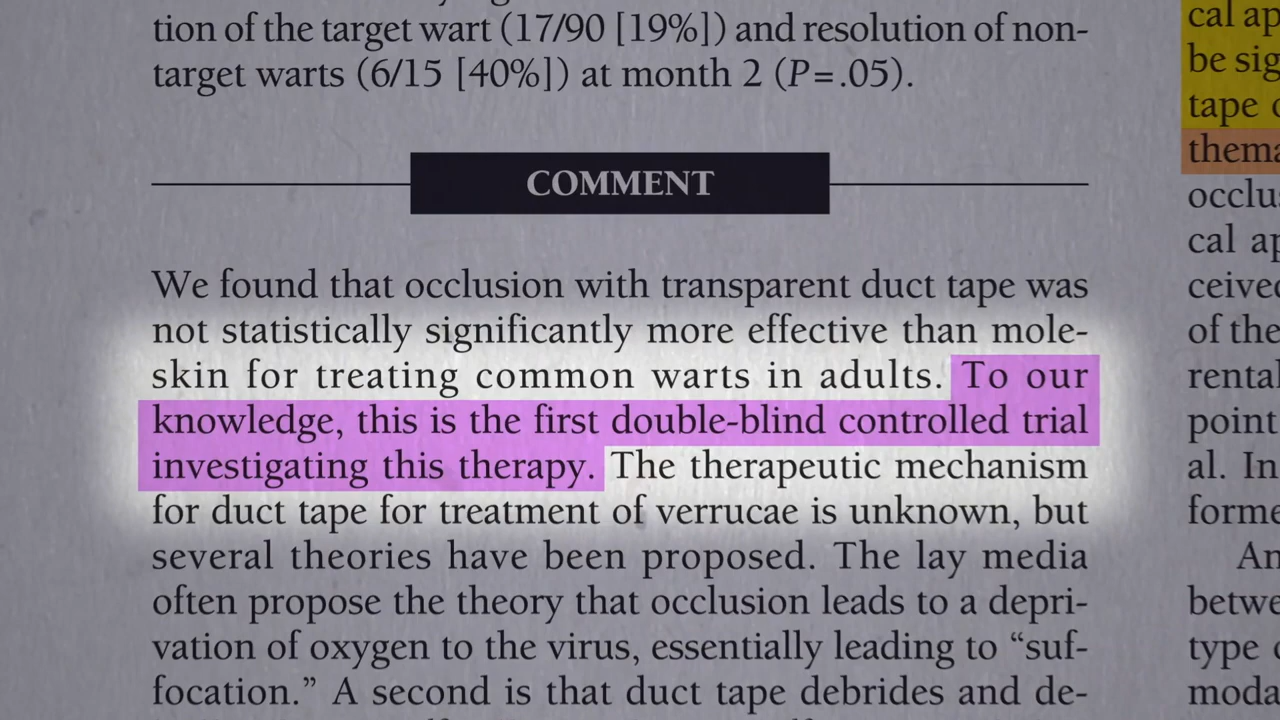 tion of the target wart (17/90 [19%]) and resolution of non-
target warts (6/15 [40%]) at month 2 (P=.05).
COMMENT
We found that occlusion with transparent duct tape was
not statistically significantly more effective than mole-
skin for treating common warts in adults. To our
knowledge, this is the first double-blind controlled trial
investigating this therapy. The therapeutic mechanism
for duct tape for treatment of verrucae is unknown, but
several theories have been proposed. The lay media
often propose the theory that occlusion leads to a depri-
vation of oxygen to the virus, essentially leading to “suf-
focation.” A second is that duct tape debrides and de-
cal ap
be sig
tape
thema
occlu
cal ap
ceived
of the
rental
point
al. In
forme
An
betwe
type
moda